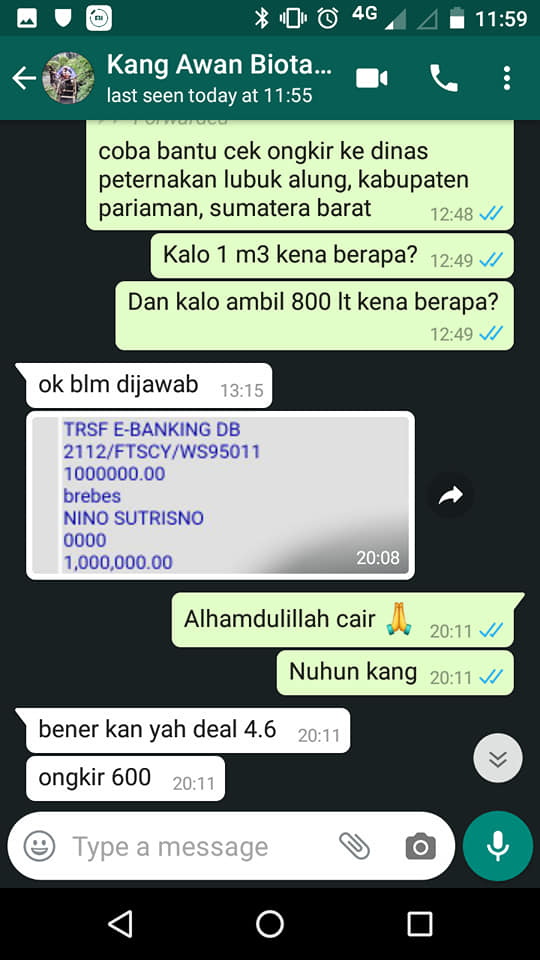 4G
11:59
Kang Awan Biota...
last seen today at 11:55
Forwarded
coba bantu cek ongkir ke dinas
peternakan lubuk alung, kabupaten
pariaman, sumatera barat
12:48
Kalo 1 m3 kena berapa?
12:49
Dan kalo ambil 800 lt kena berapa?
12:49
ok blm dijawab
13:15
TRSF E-BANKING DB
2112/FTSCY/WS95011
1000000.00
brebes
NINO SUTRISNO
0000
1,000,000.00
20:08
Alhamdulillah cair 🙏
20:11
Nuhun kang
20:11
bener kan yah deal 4.6
20:11
ongkir 600
20:11
Type a message